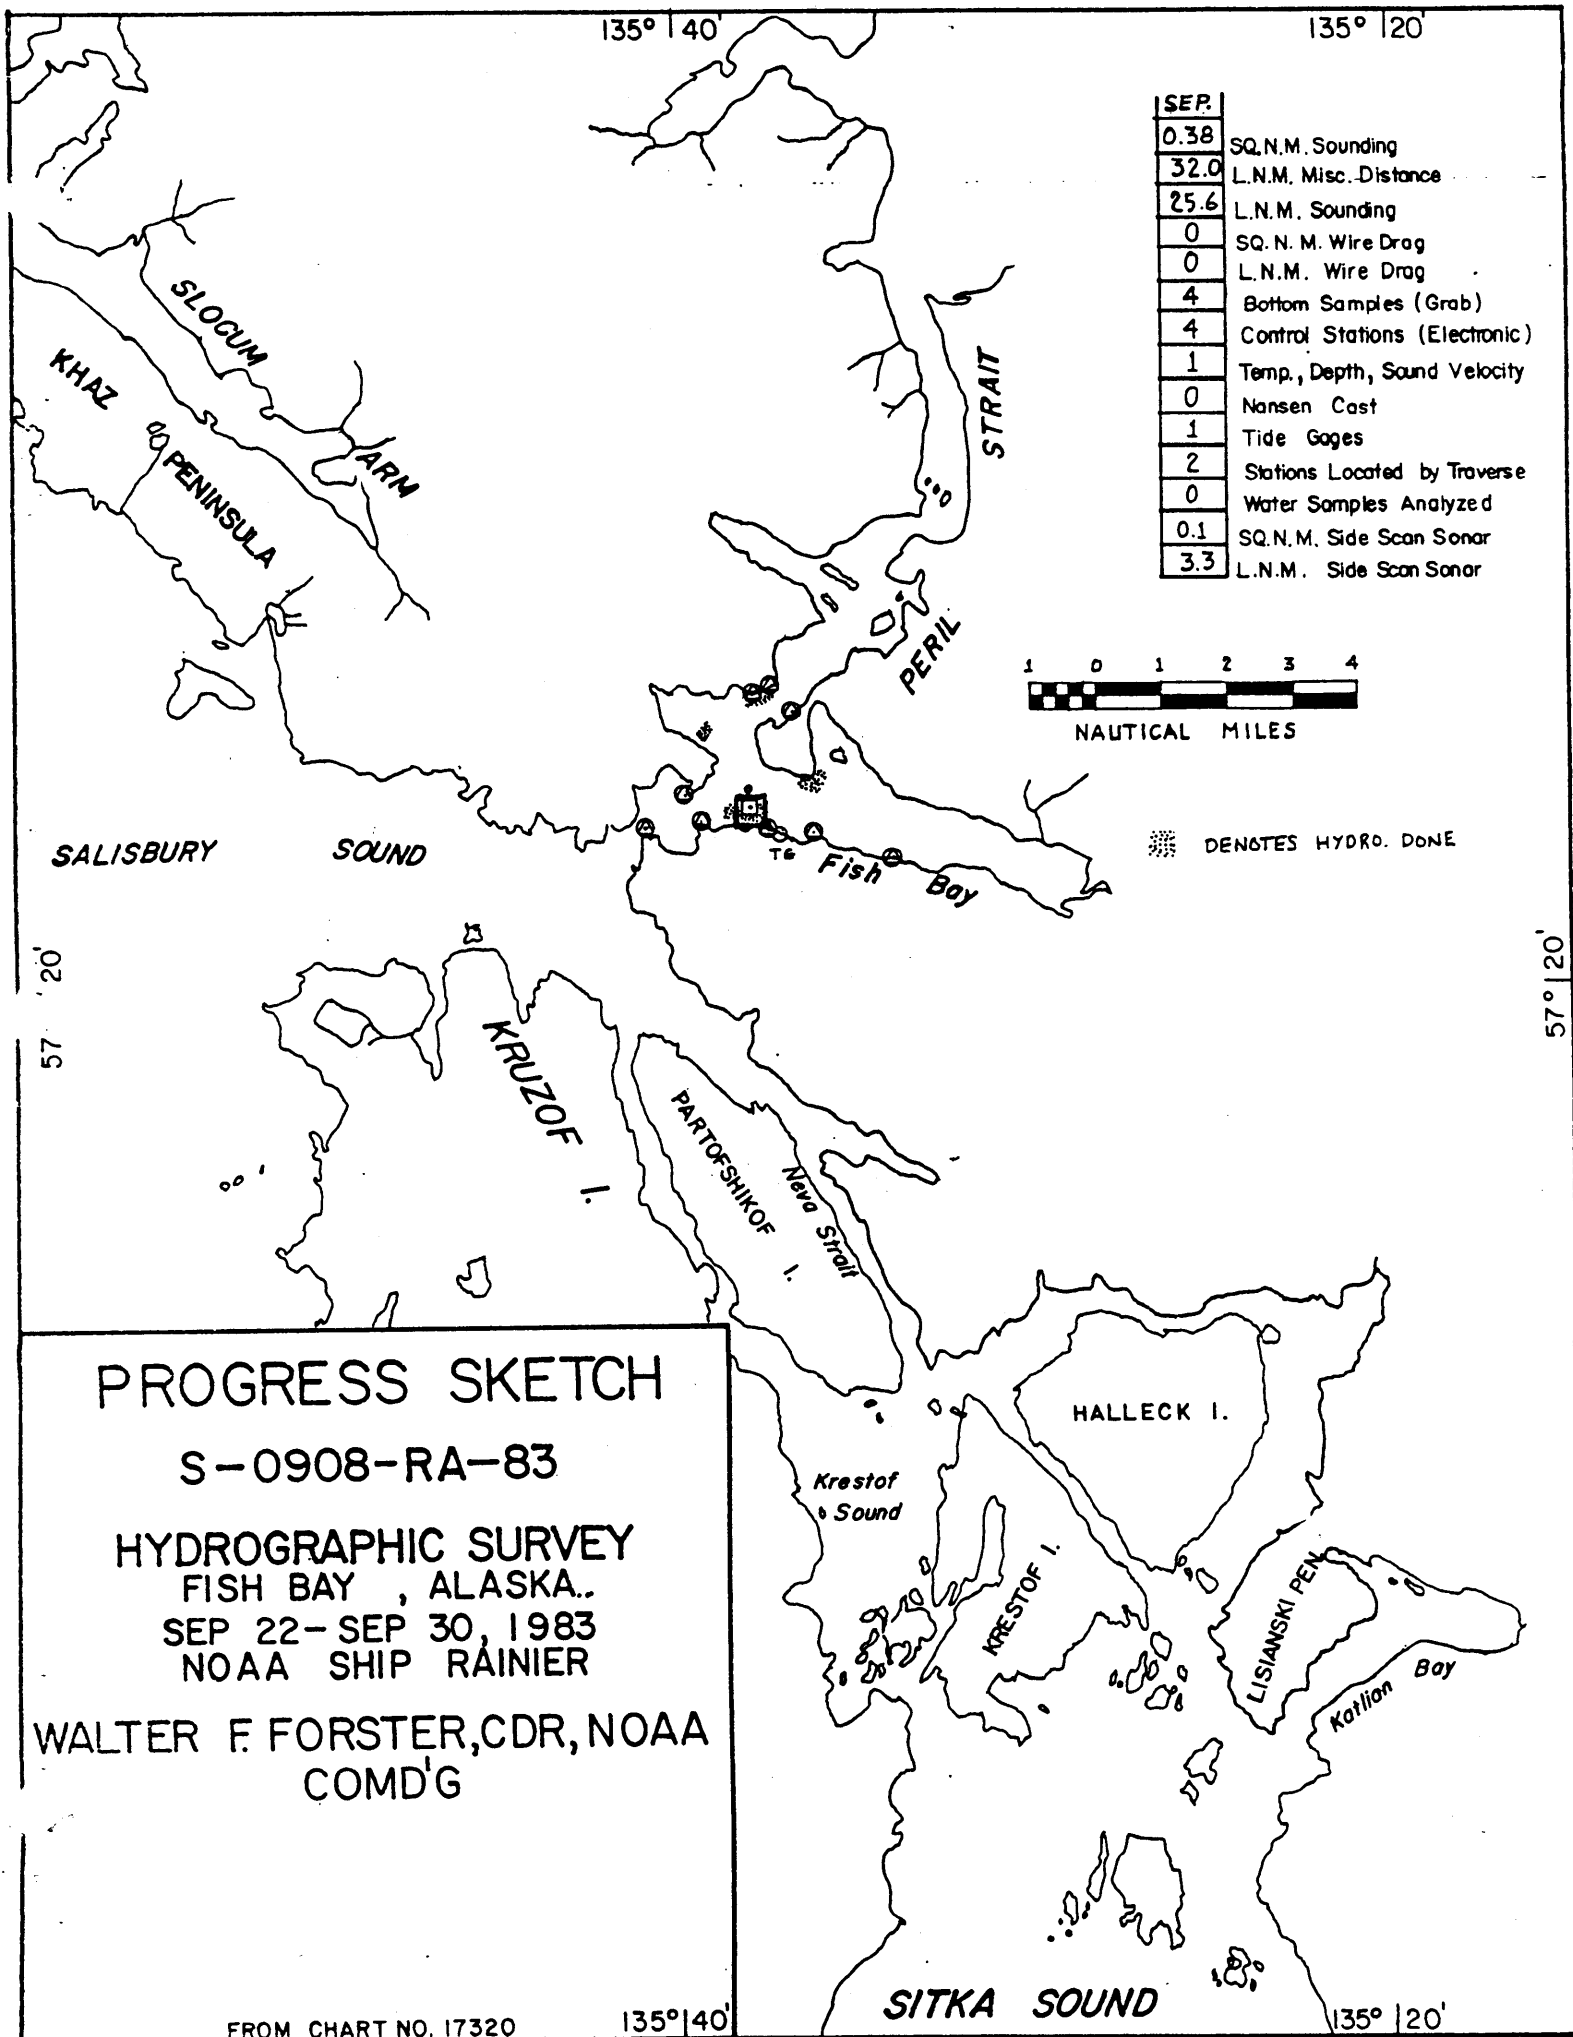 135° 40'
135° 20'
SEP.
0.38 SQ.N.M. Sounding
32.0 L.N.M. Misc. Distance
25.6 L.N.M. Sounding
0 SQ. N. M. Wire Drag
0 L.N.M. Wire Drag
4 Bottom Samples (Grab)
4 Control Stations (Electronic)
1 Temp., Depth, Sound Velocity
0 Nansen Cast
1 Tide Gages
2 Stations Located by Traverse
0 Water Samples Analyzed
0.1 SQ.N.M. Side Scan Sonar
3.3 L.N.M. Side Scan Sonar
SLOCUM
ARM
KHAZ
PENINSULA
STRAIT
PERIL
1 0 1 2 3 4
NAUTICAL MILES
DENOTES HYDRO. DONE
SALISBURY SOUND
TG
Fish Bay
57 20'
57° 20'
KRUZOF I.
PARTOFSHIKOF I.
Neva Strait
HALLECK I.
Krestof
Sound
KRESTOF I.
LISIANSKI PEN.
Katlian Bay
SITKA SOUND
PROGRESS SKETCH
S-0908-RA-83
HYDROGRAPHIC SURVEY
FISH BAY , ALASKA..
SEP 22-SEP 30, 1983
NOAA SHIP RAINIER
WALTER F. FORSTER, CDR, NOAA
COMD'G
FROM CHART NO. 17320
135° 40'
135° 20'